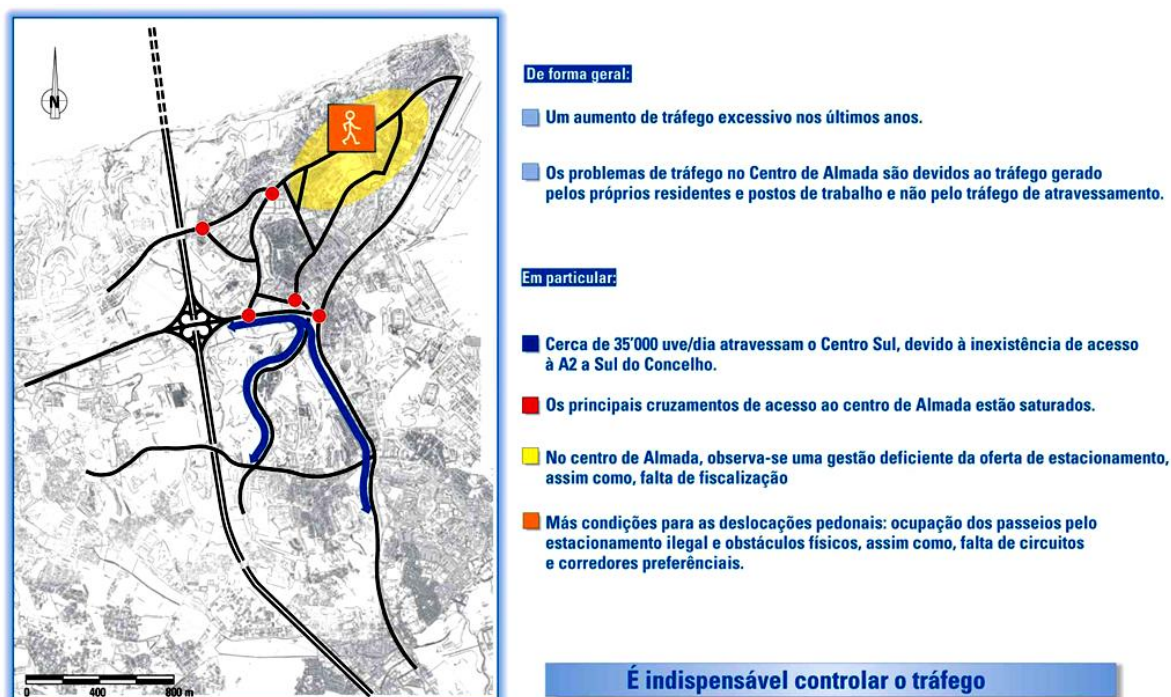 N
De forma geral:
Um aumento de tráfego excessivo nos últimos anos.
Os problemas de tráfego no Centro de Almada são devidos ao tráfego gerado
pelos próprios residentes e postos de trabalho e não pelo tráfego de atravessamento.
Em particular:
Cerca de 35'000 uve/dia atravessam o Centro Sul, devido à inexistência de acesso
à A2 a Sul do Concelho.
Os principais cruzamentos de acesso ao centro de Almada estão saturados.
No centro de Almada, observa-se uma gestão deficiente da oferta de estacionamento,
assim como, falta de fiscalização
Más condições para as deslocações pedonais: ocupação dos passeios pelo
estacionamento ilegal e obstáculos físicos, assim como, falta de circuitos
e corredores preferênciais.
É indispensável controlar o tráfego
0 400 800 m